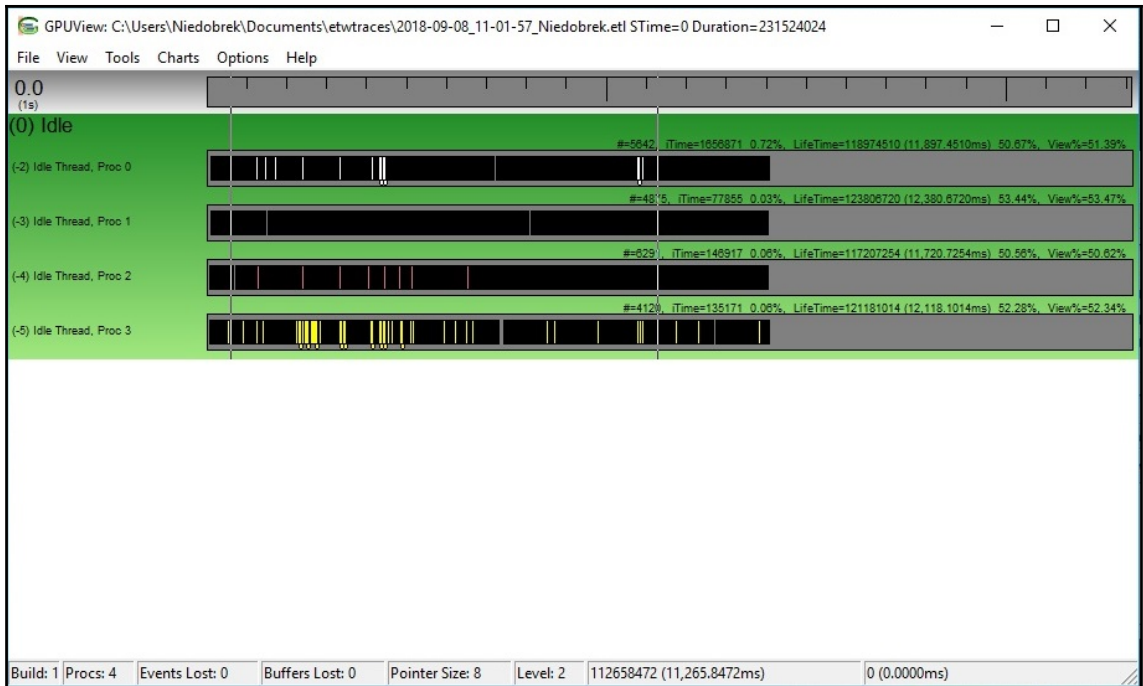 GPUView: C:\Users\Niedobrek\Documents\etwtraces\2018-09-08_11-01-57_Niedobrek.etl STime=0 Duration=231524024
File View Tools Charts Options Help
0.0
(1s)
(0) Idle
#=5642, iTime=1656871 0.72%, LifeTime=118974510 (11,897.4510ms) 50.67%, View%=51.39%
(-2) Idle Thread, Proc 0
#=4875, iTime=77855 0.03%, LifeTime=123806720 (12,380.6720ms) 53.44%, View%=53.47%
(-3) Idle Thread, Proc 1
iTime=146917 0.06%, LifeTime=117207254 (11,720.7254ms) 50.56%, View%=50.62%
(-4) Idle Thread, Proc 2
iTime=135171 0.06%, LifeTime=121181014 (12,118.1014ms) 52.28%, View%=52.34%
(-5) Idle Thread, Proc 3
Build: 1 Procs: 4 Events Lost: 0 Buffers Lost: 0 Pointer Size: 8 Level: 2 112658472 (11,265.8472ms) 0 (0.0000ms)